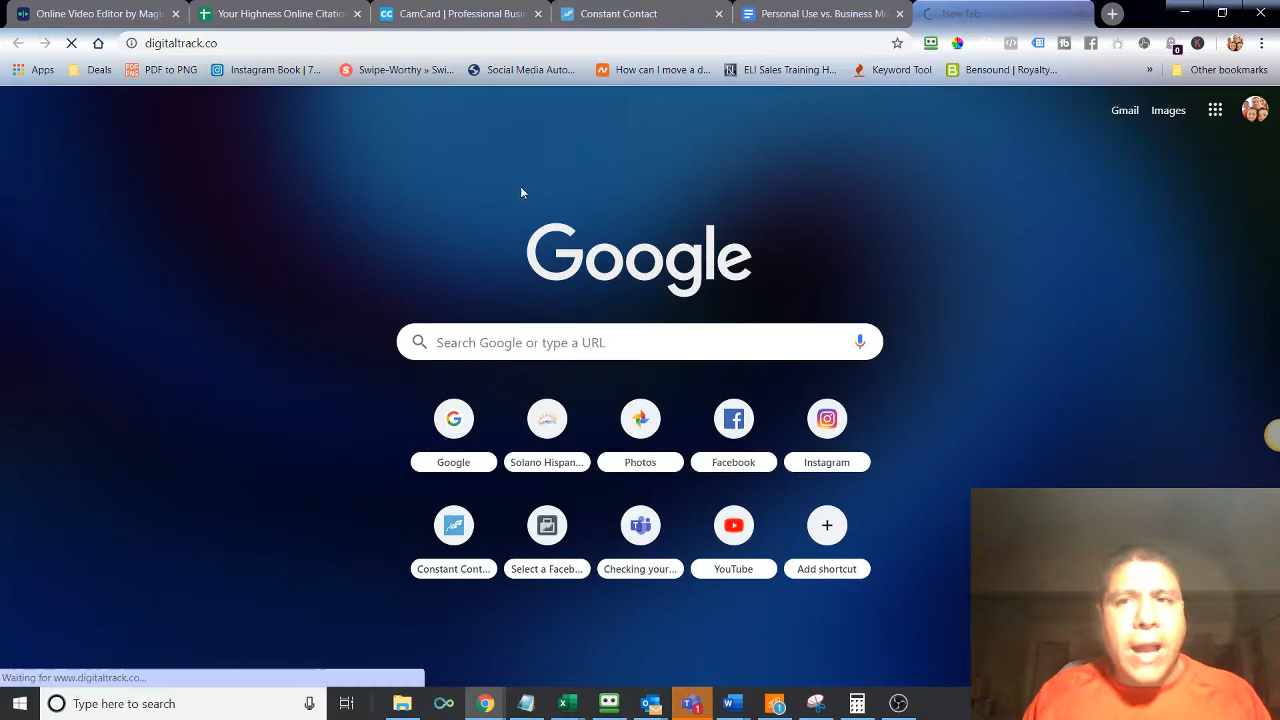 Online Video Editor by Magi
Your Highness Online Citatio
CamCard | Professional Busin
Constant Contact
Personal Use vs. Business M
New Tab
digitaltrack.co
0
Apps
Deals
PDF to PNG
Instagram Book | 7...
Swipe-Worthy » Swi...
Social Media Auto...
How can I move a d...
ELI Sales Training H...
Keyword Tool
Bensound | Royalty...
»
Other bookmarks
Gmail
Images
Google
Search Google or type a URL
Google
Solano Hispan...
Photos
Facebook
Instagram
Constant Cont...
Select a Faceb...
Checking your...
YouTube
Add shortcut
Waiting for www.digitaltrack.co...
Type here to search